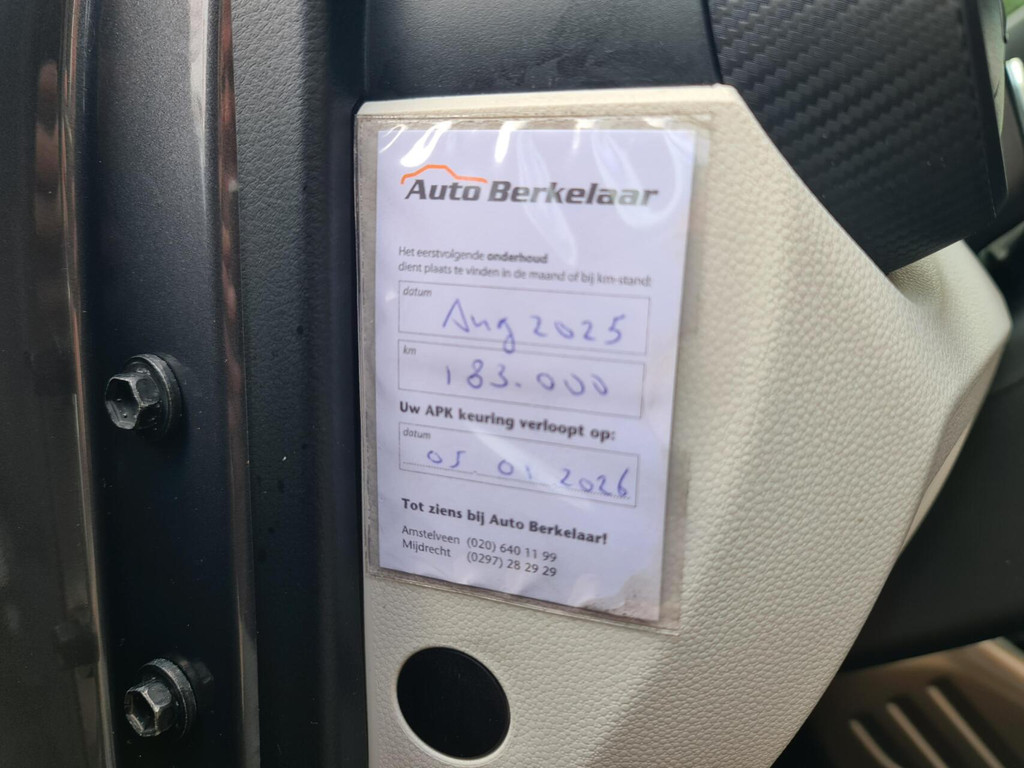 Auto Berkelaar
Het eerstvolgende onderhoud
dient plaats te vinden in de maand of bij km-stand:
datum
Aug 2025
km
183.000
Uw APK keuring verloopt op:
datum
05.01.2026
Tot ziens bij Auto Berkelaar!
Amstelveen (020) 640 11 99
Mijdrecht (0297) 28 29 29